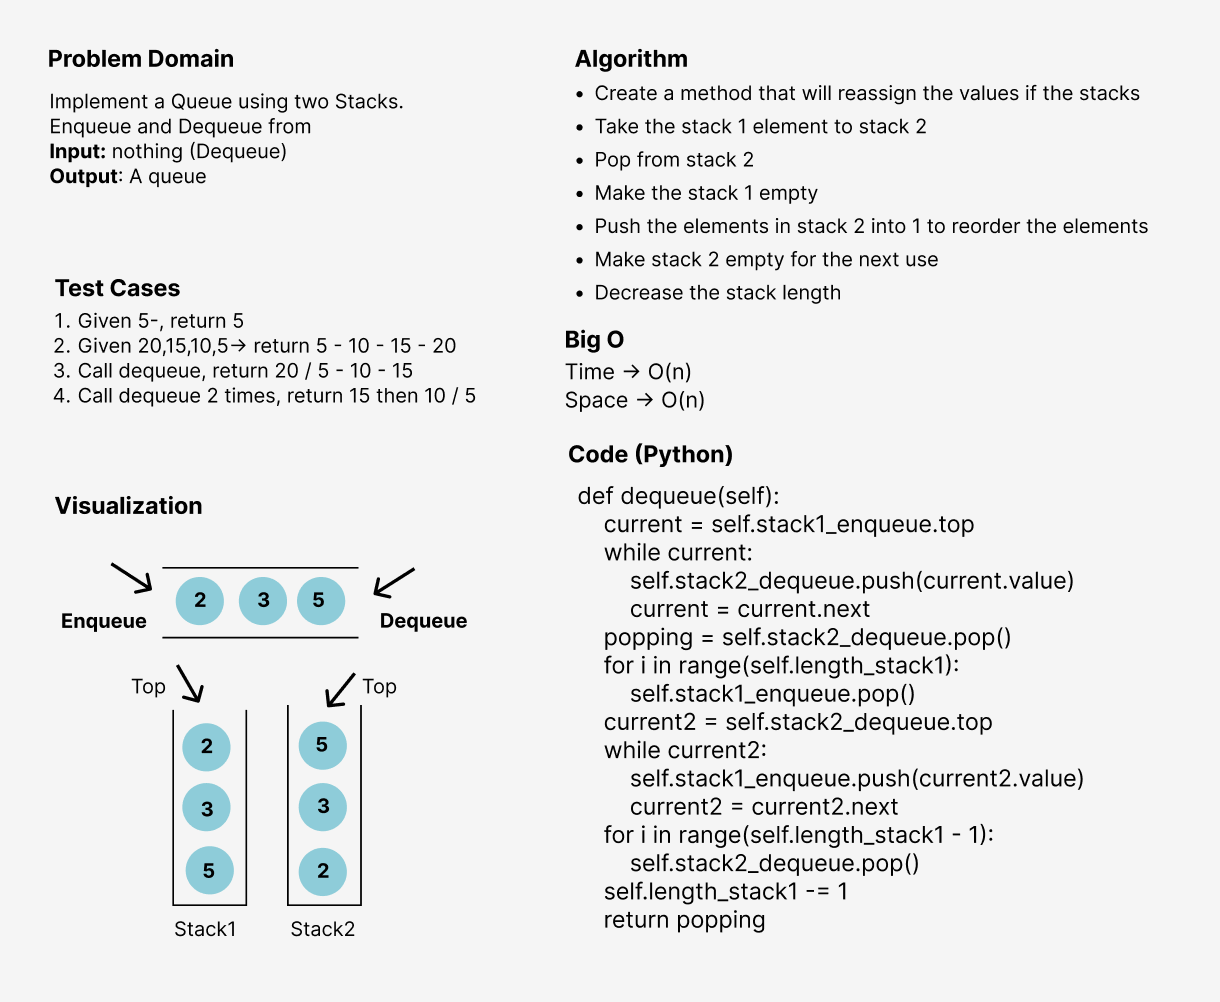 Problem Domain
Implement a Queue using two Stacks.
Enqueue and Dequeue from
Input: nothing (Dequeue)
Output: A queue
Test Cases
1. Given 5-, return 5
2. Given 20,15,10,5→ return 5 - 10 - 15 - 20
3. Call dequeue, return 20 / 5 - 10 - 15
4. Call dequeue 2 times, return 15 then 10 / 5
Visualization
2 3 5
Enqueue
Dequeue
Top
Top
2
3
5
Stack1
5
3
2
Stack2
Algorithm
• Create a method that will reassign the values if the stacks
• Take the stack 1 element to stack 2
• Pop from stack 2
• Make the stack 1 empty
• Push the elements in stack 2 into 1 to reorder the elements
• Make stack 2 empty for the next use
• Decrease the stack length
Big O
Time → O(n)
Space → O(n)
Code (Python)
def dequeue(self):
    current = self.stack1_enqueue.top
    while current:
        self.stack2_dequeue.push(current.value)
        current = current.next
    popping = self.stack2_dequeue.pop()
    for i in range(self.length_stack1):
        self.stack1_enqueue.pop()
    current2 = self.stack2_dequeue.top
    while current2:
        self.stack1_enqueue.push(current2.value)
        current2 = current2.next
    for i in range(self.length_stack1 - 1):
        self.stack2_dequeue.pop()
    self.length_stack1 -= 1
    return popping